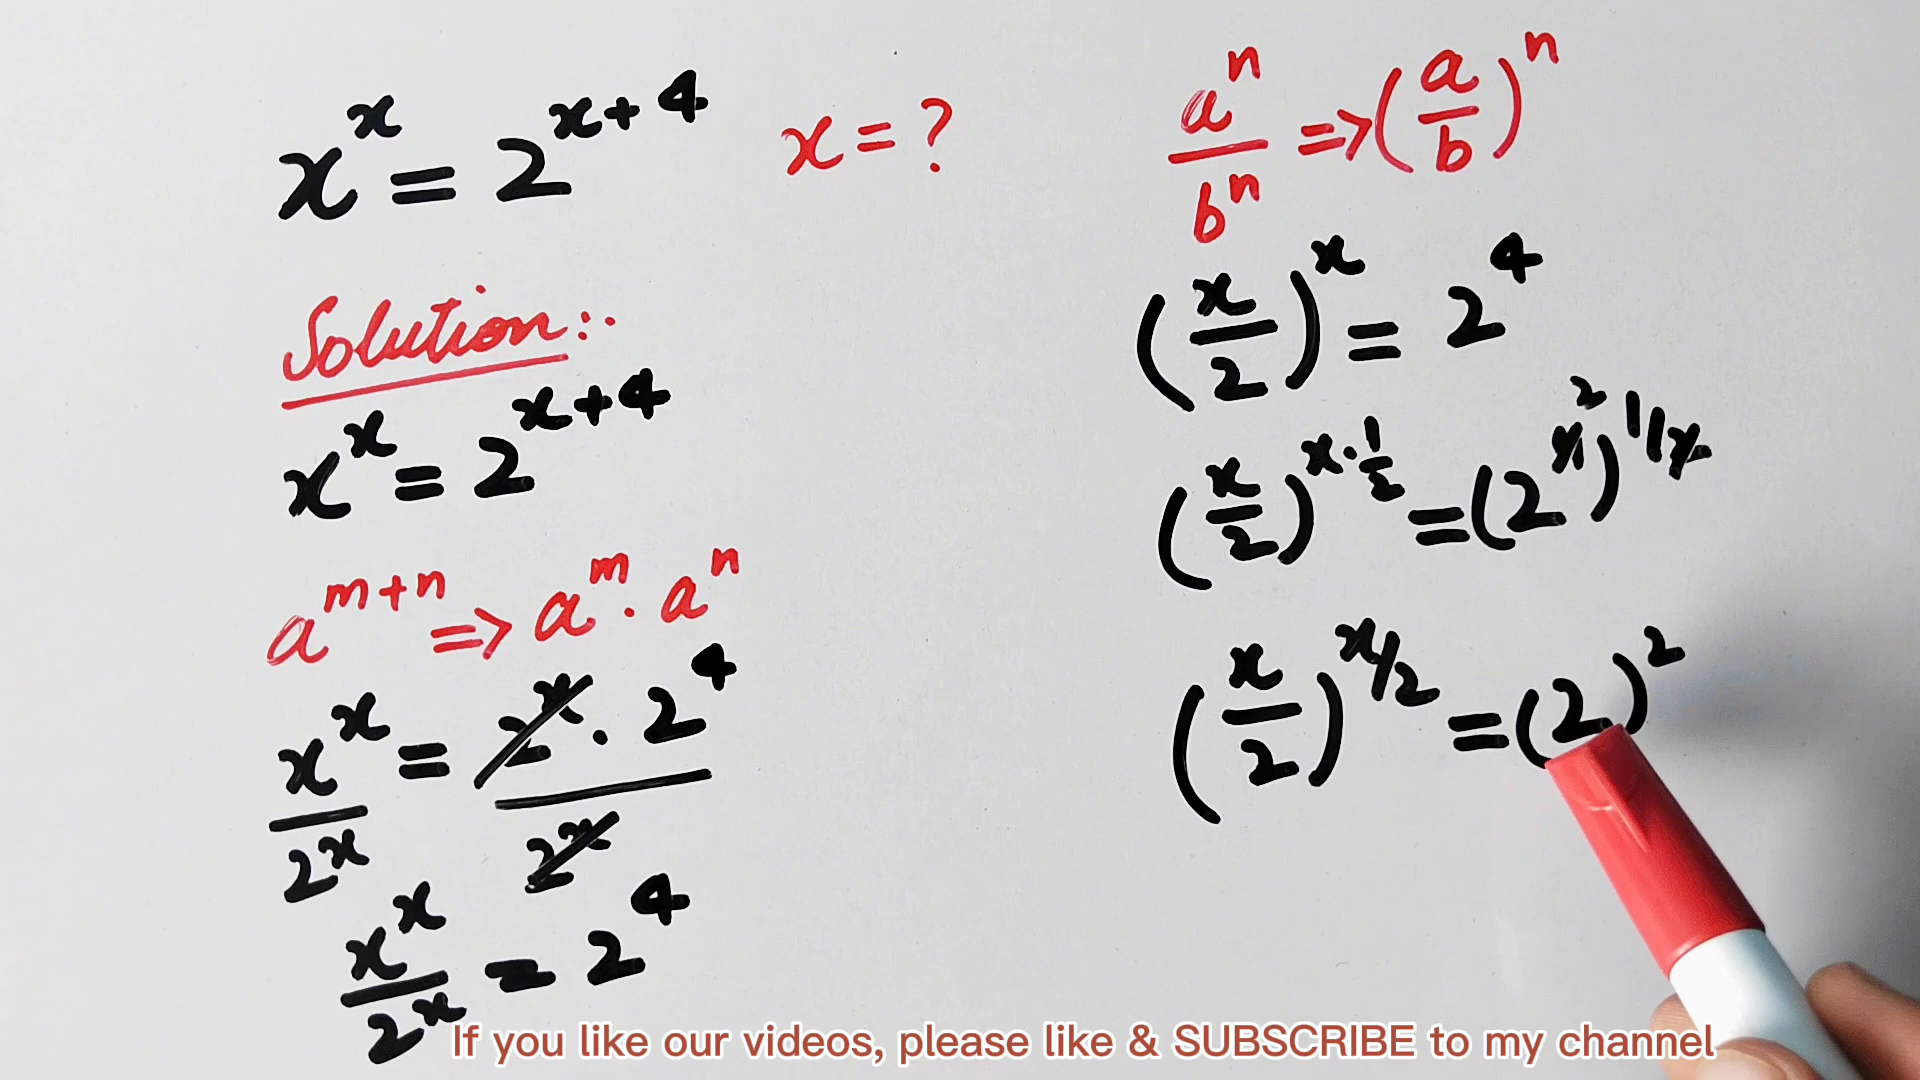 x^x = 2^(x+4) x = ?
Solution:.
x^x = 2^(x+4)
a^(m+n) => a^m . a^n
x^x/2^x = 2^x . 2^4/2^x
x^x/2^x = 2^4
a^n/b^n => (a/b)^n
(x/2)^x = 2^4
(x/2)^(x.1/2) = (2^4 2)^(1/2)
(x/2)^(x/2) = (2)^2
If you like our videos, please like & SUBSCRIBE to my channel